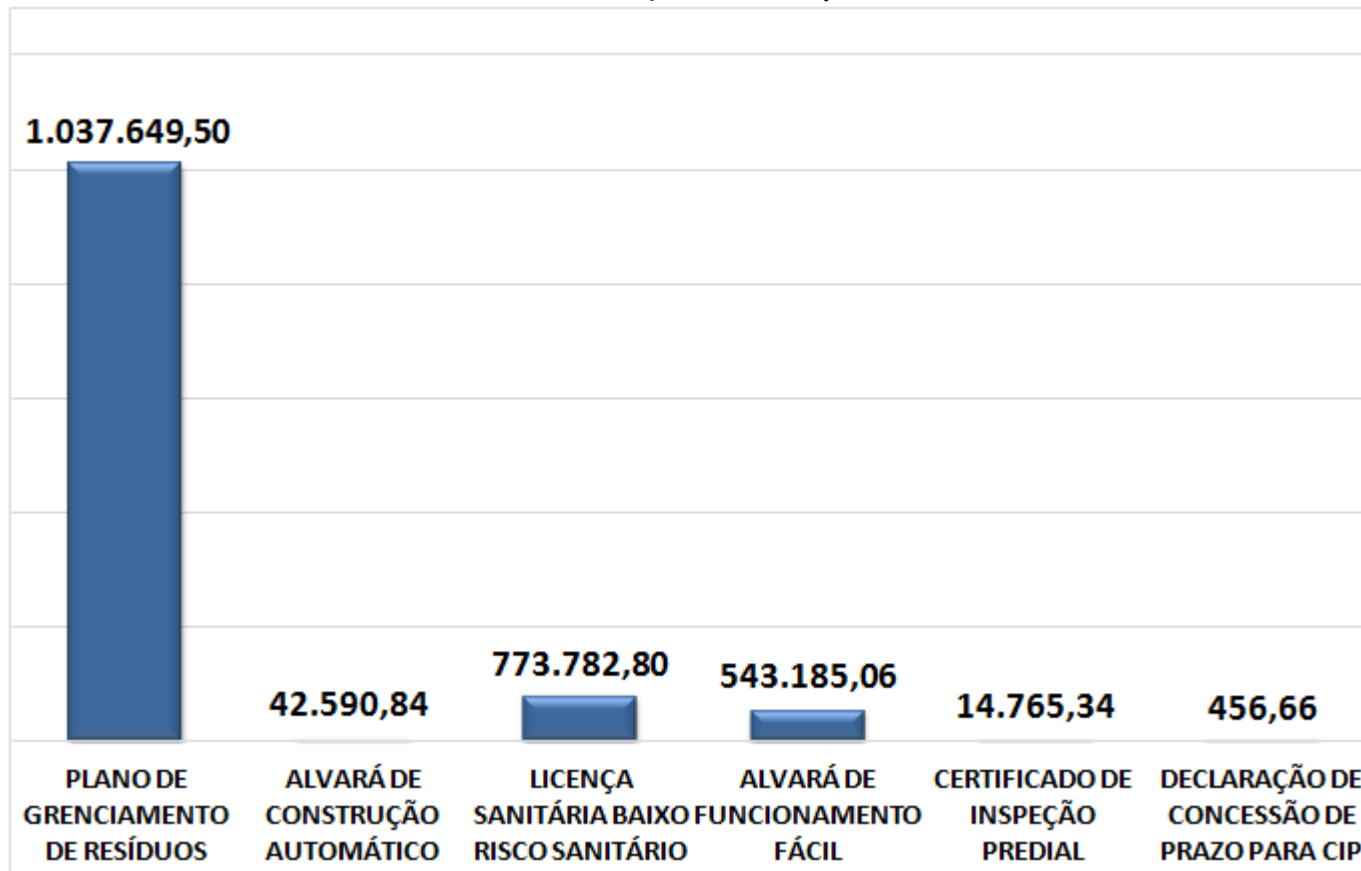 1.037.649,50
773.782,80
543.185,06
42.590,84
14.765,34
456,66
PLANO DE
GRENCIAMENTO
DE RESÍDUOS
ALVARÁ DE
CONSTRUÇÃO
AUTOMÁTICO
LICENÇA
SANITÁRIA BAIXO
RISCO SANITÁRIO
ALVARÁ DE
FUNCIONAMENTO
FÁCIL
CERTIFICADO DE
INSPEÇÃO
PREDIAL
DECLARAÇÃO DE
CONCESSÃO DE
PRAZO PARA CIP